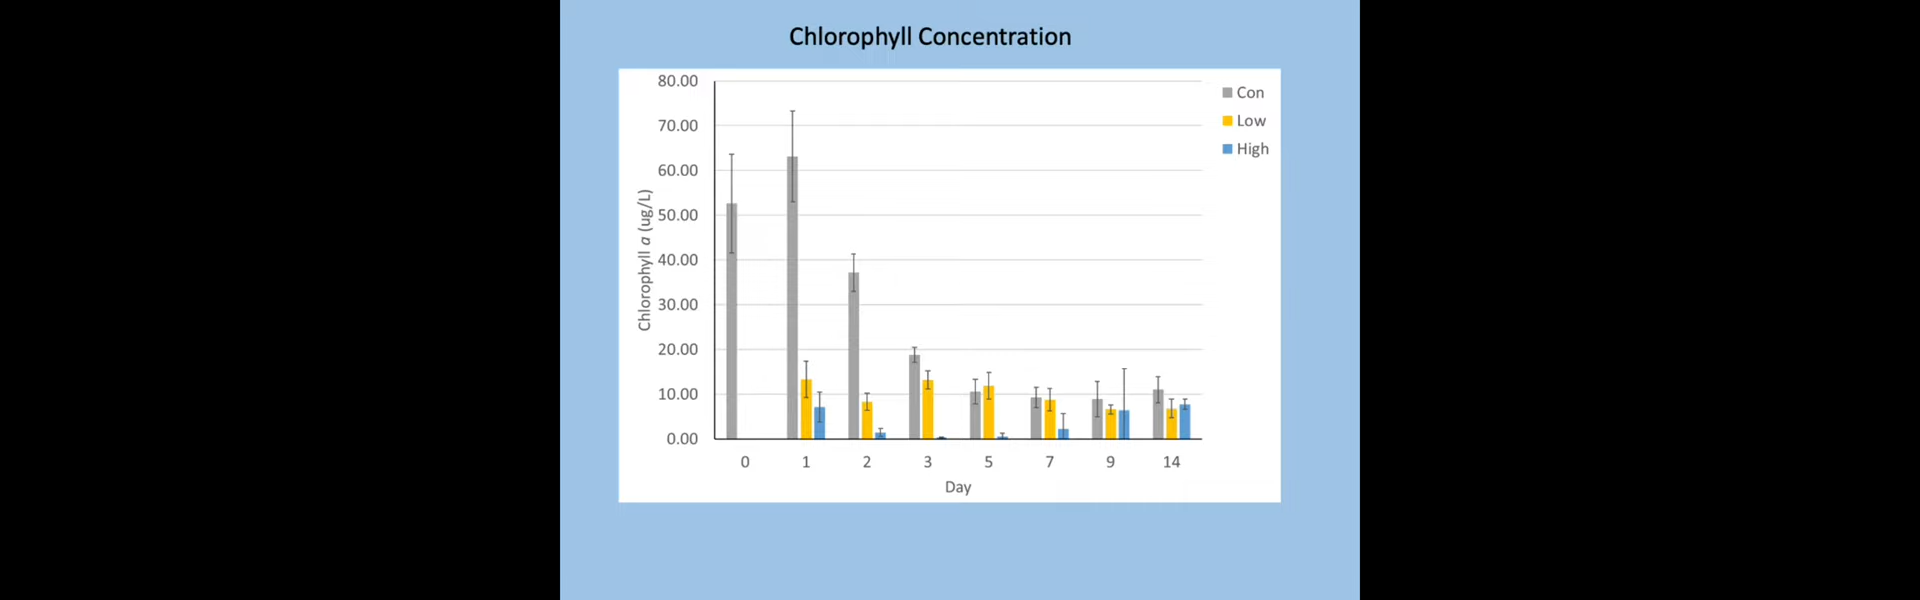 Chlorophyll Concentration
80.00
70.00
60.00
50.00
40.00
30.00
20.00
10.00
0.00
Chlorophyll a (ug/L)
0 1 2 3 5 7 9 14
Day
Con
Low
High